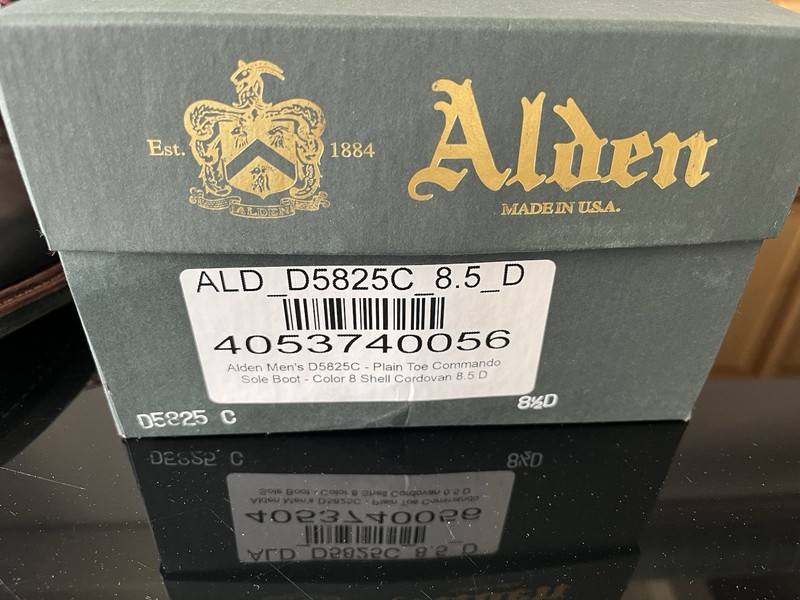 Est. 1884
ALDEN
Alden
MADE IN U.S.A.
ALD_D5825C_8.5_D
4053740056
Alden Men's D5825C - Plain Toe Commando
Sole Boot - Color 8 Shell Cordovan 8.5 D
D5825 C 8½D